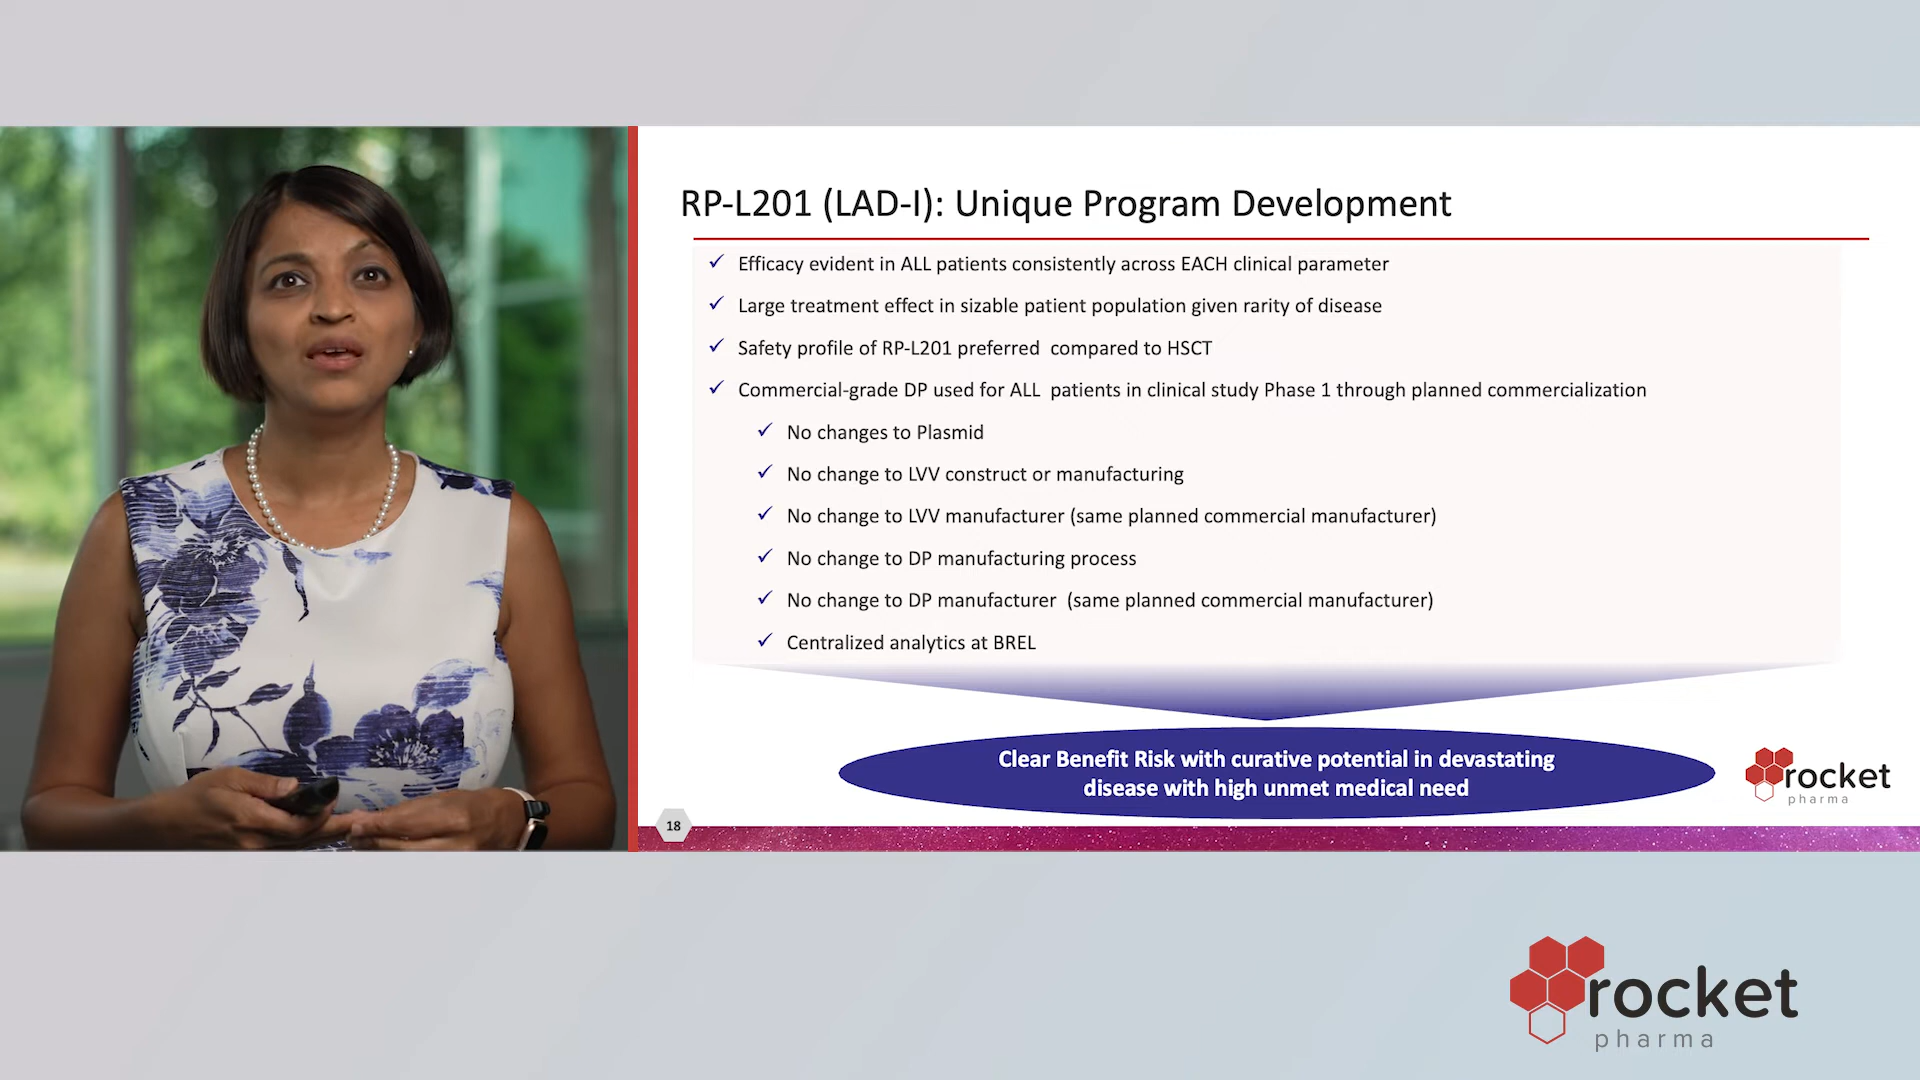 RP-L201 (LAD-I): Unique Program Development
✓ Efficacy evident in ALL patients consistently across EACH clinical parameter
✓ Large treatment effect in sizable patient population given rarity of disease
✓ Safety profile of RP-L201 preferred compared to HSCT
✓ Commercial-grade DP used for ALL patients in clinical study Phase 1 through planned commercialization
✓ No changes to Plasmid
✓ No change to LVV construct or manufacturing
✓ No change to LVV manufacturer (same planned commercial manufacturer)
✓ No change to DP manufacturing process
✓ No change to DP manufacturer (same planned commercial manufacturer)
✓ Centralized analytics at BREL
Clear Benefit Risk with curative potential in devastating
disease with high unmet medical need
rocket
pharma
18
rocket
pharma